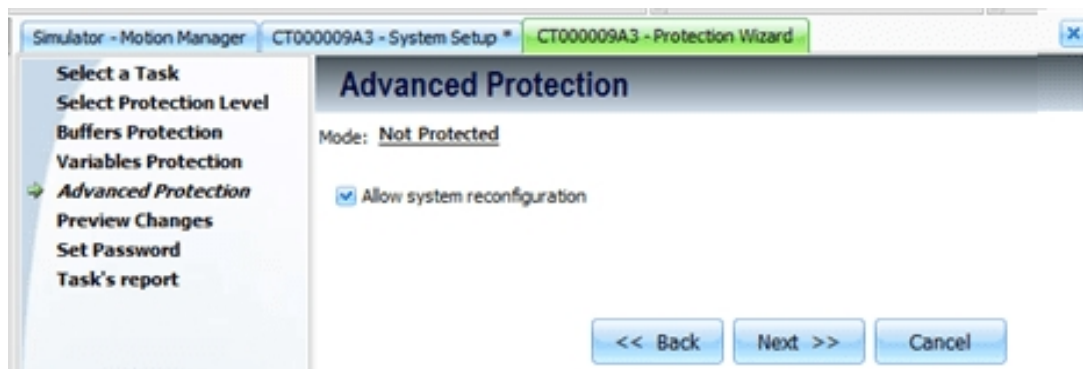 Simulator - Motion Manager
CT000009A3 - System Setup *
CT000009A3 - Protection Wizard
Select a Task
Select Protection Level
Buffers Protection
Variables Protection
Advanced Protection
Preview Changes
Set Password
Task's report
Advanced Protection
Mode: Not Protected
Allow system reconfiguration
<< Back
Next >>
Cancel